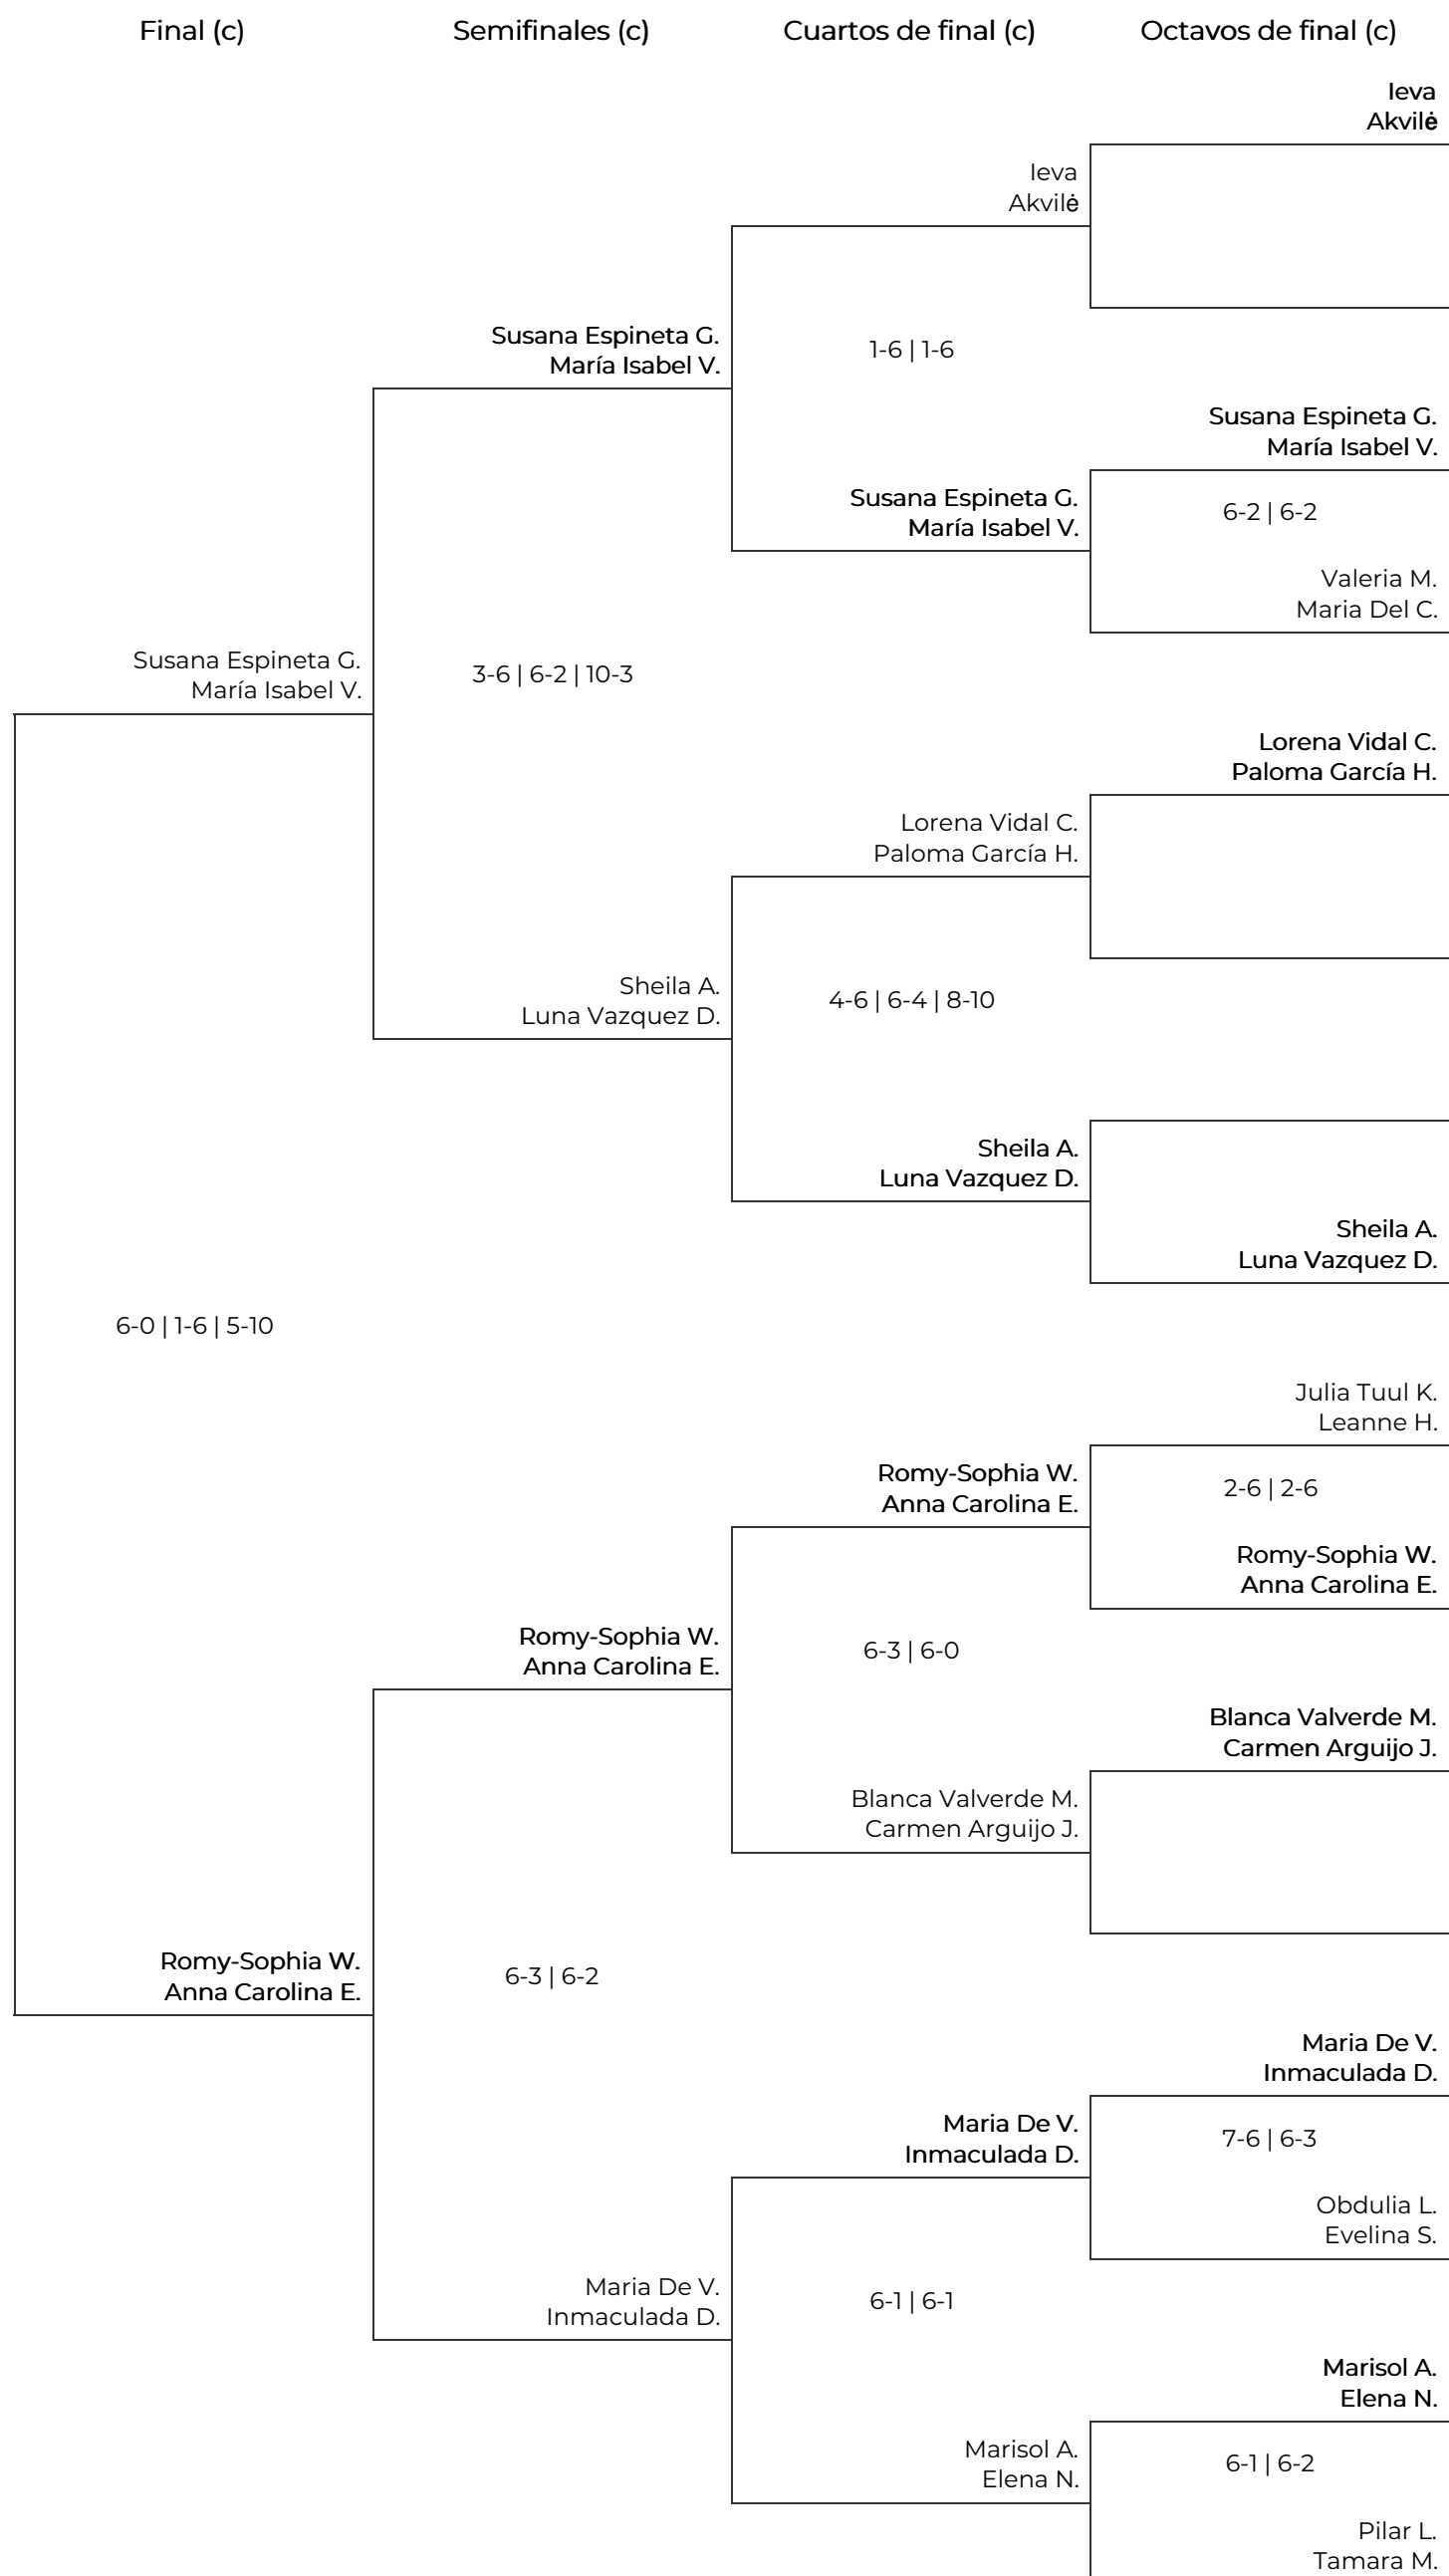 Final (c)
Semifinales (c)
Cuartos de final (c)
Octavos de final (c)
Ieva
Akvilė
Ieva
Akvilė
Susana Espineta G.
María Isabel V.
1-6 | 1-6
Susana Espineta G.
María Isabel V.
Susana Espineta G.
María Isabel V.
6-2 | 6-2
Valeria M.
Maria Del C.
Susana Espineta G.
María Isabel V.
3-6 | 6-2 | 10-3
Lorena Vidal C.
Paloma García H.
Lorena Vidal C.
Paloma García H.
Sheila A.
Luna Vazquez D.
4-6 | 6-4 | 8-10
Sheila A.
Luna Vazquez D.
Sheila A.
Luna Vazquez D.
6-0 | 1-6 | 5-10
Julia Tuul K.
Leanne H.
Romy-Sophia W.
Anna Carolina E.
2-6 | 2-6
Romy-Sophia W.
Anna Carolina E.
Romy-Sophia W.
Anna Carolina E.
6-3 | 6-0
Blanca Valverde M.
Carmen Arguijo J.
Blanca Valverde M.
Carmen Arguijo J.
Romy-Sophia W.
Anna Carolina E.
6-3 | 6-2
Maria De V.
Inmaculada D.
Maria De V.
Inmaculada D.
7-6 | 6-3
Obdulia L.
Evelina S.
Maria De V.
Inmaculada D.
6-1 | 6-1
Marisol A.
Elena N.
Marisol A.
Elena N.
6-1 | 6-2
Pilar L.
Tamara M.